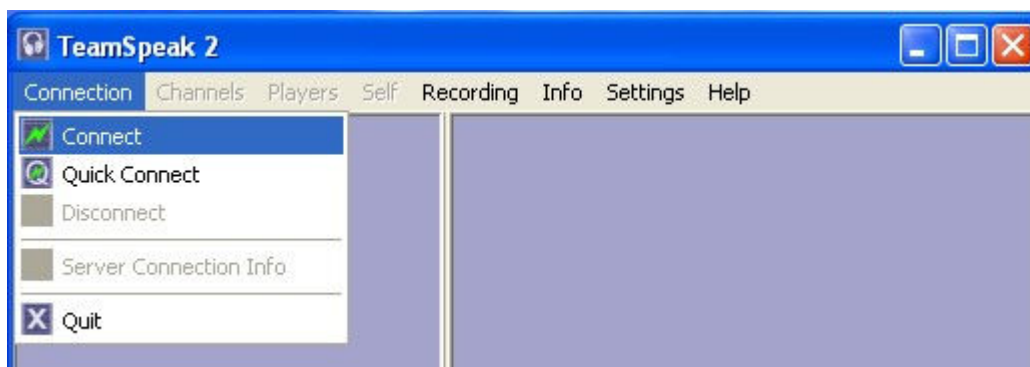 TeamSpeak 2
Connection Channels Players Self Recording Info Settings Help
Connect
Quick Connect
Disconnect
Server Connection Info
Quit